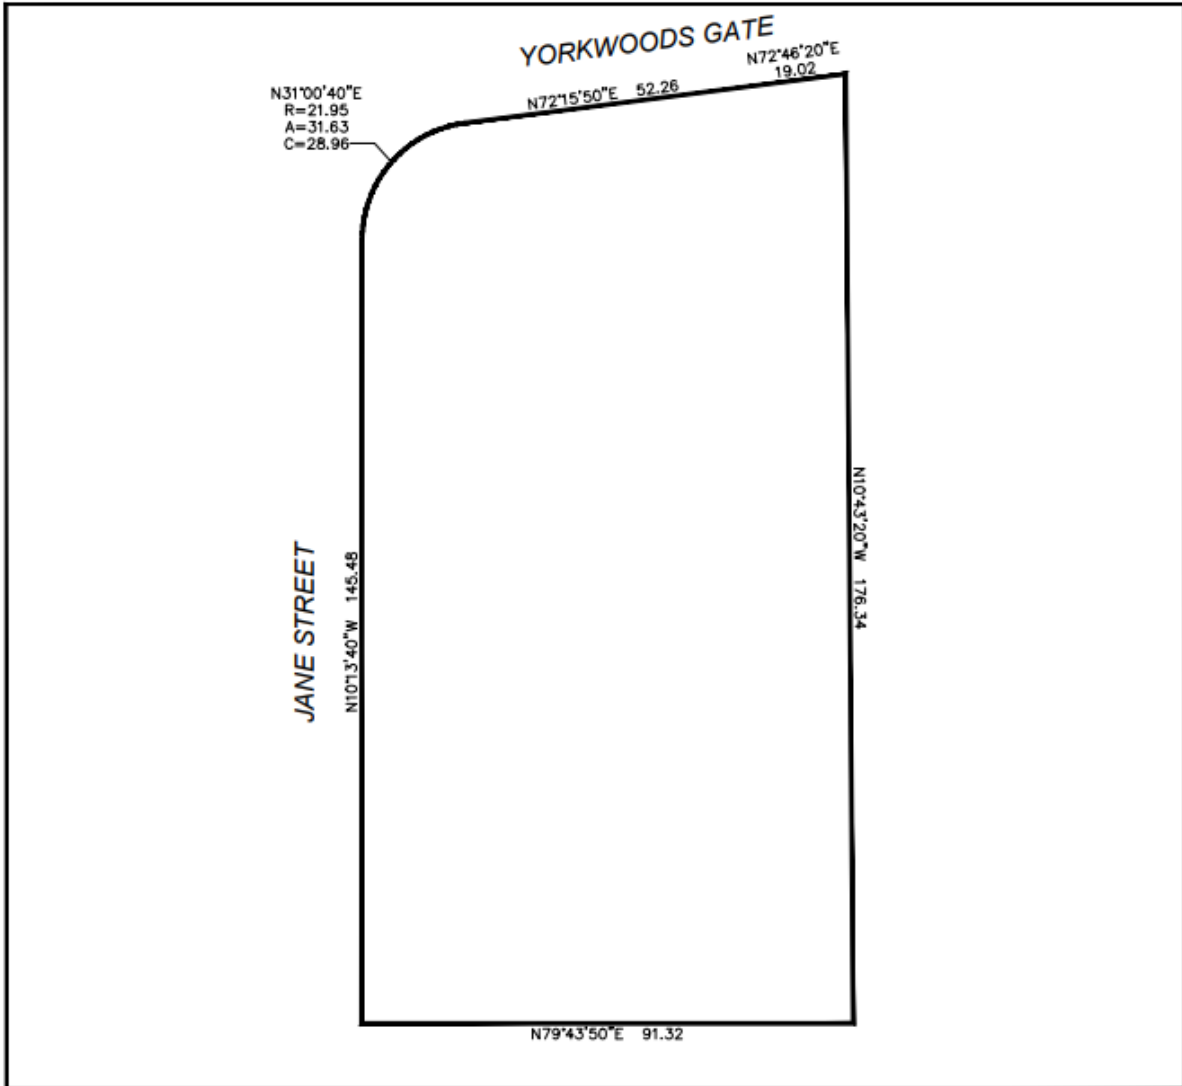 YORKWOODS GATE
N72°46'20"E
19.02
N72°15'50"E 52.26
N31°00'40"E
R=21.95
A=31.63
C=28.96
N10°43'20"W 176.34
JANE STREET
N10°13'40"W 146.48
N79°43'50"E 91.32